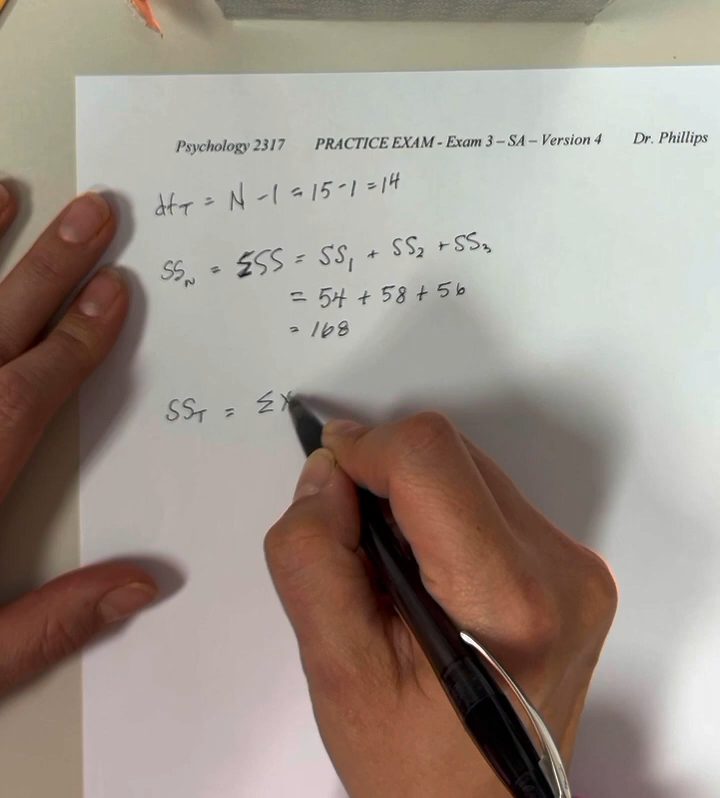 Psychology 2317 PRACTICE EXAM - Exam 3 – SA – Version 4 Dr. Phillips
dfT = N - 1 = 15 - 1 = 14
SSN = ΣSS = SS1 + SS2 + SS3
= 54 + 58 + 56
= 168
SST = ΣX